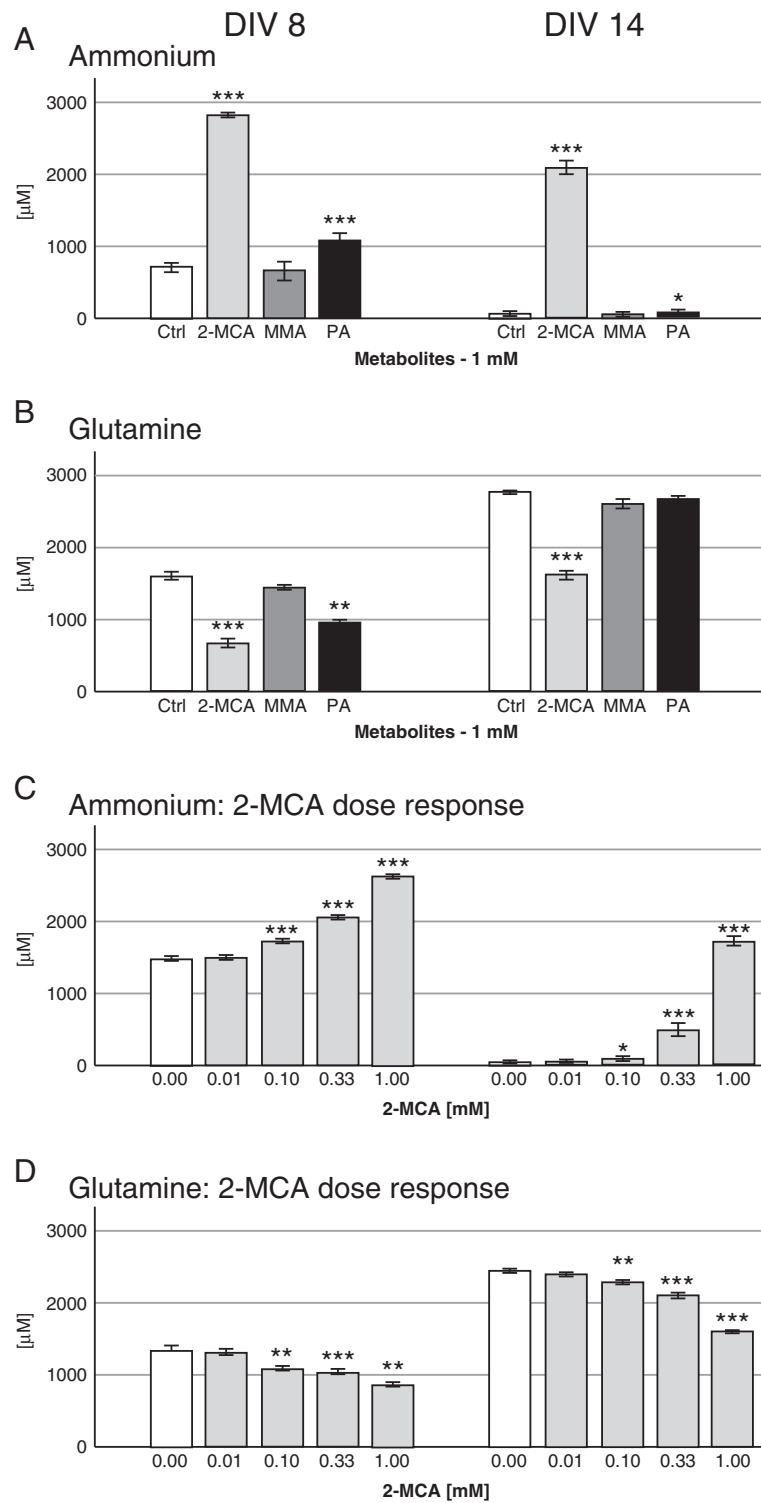 DIV 8 DIV 14
A Ammonium
3000
2000
1000
0
[µM]
*** *** *** *
Ctrl 2-MCA MMA PA Ctrl 2-MCA MMA PA
Metabolites - 1 mM
B Glutamine
3000
2000
1000
0
[µM]
*** ** ***
Ctrl 2-MCA MMA PA Ctrl 2-MCA MMA PA
Metabolites - 1 mM
C Ammonium: 2-MCA dose response
3000
2000
1000
0
[µM]
*** *** *** * *** ***
0.00 0.01 0.10 0.33 1.00 0.00 0.01 0.10 0.33 1.00
2-MCA [mM]
D Glutamine: 2-MCA dose response
3000
2000
1000
0
[µM]
** *** ** ** *** ***
0.00 0.01 0.10 0.33 1.00 0.00 0.01 0.10 0.33 1.00
2-MCA [mM]